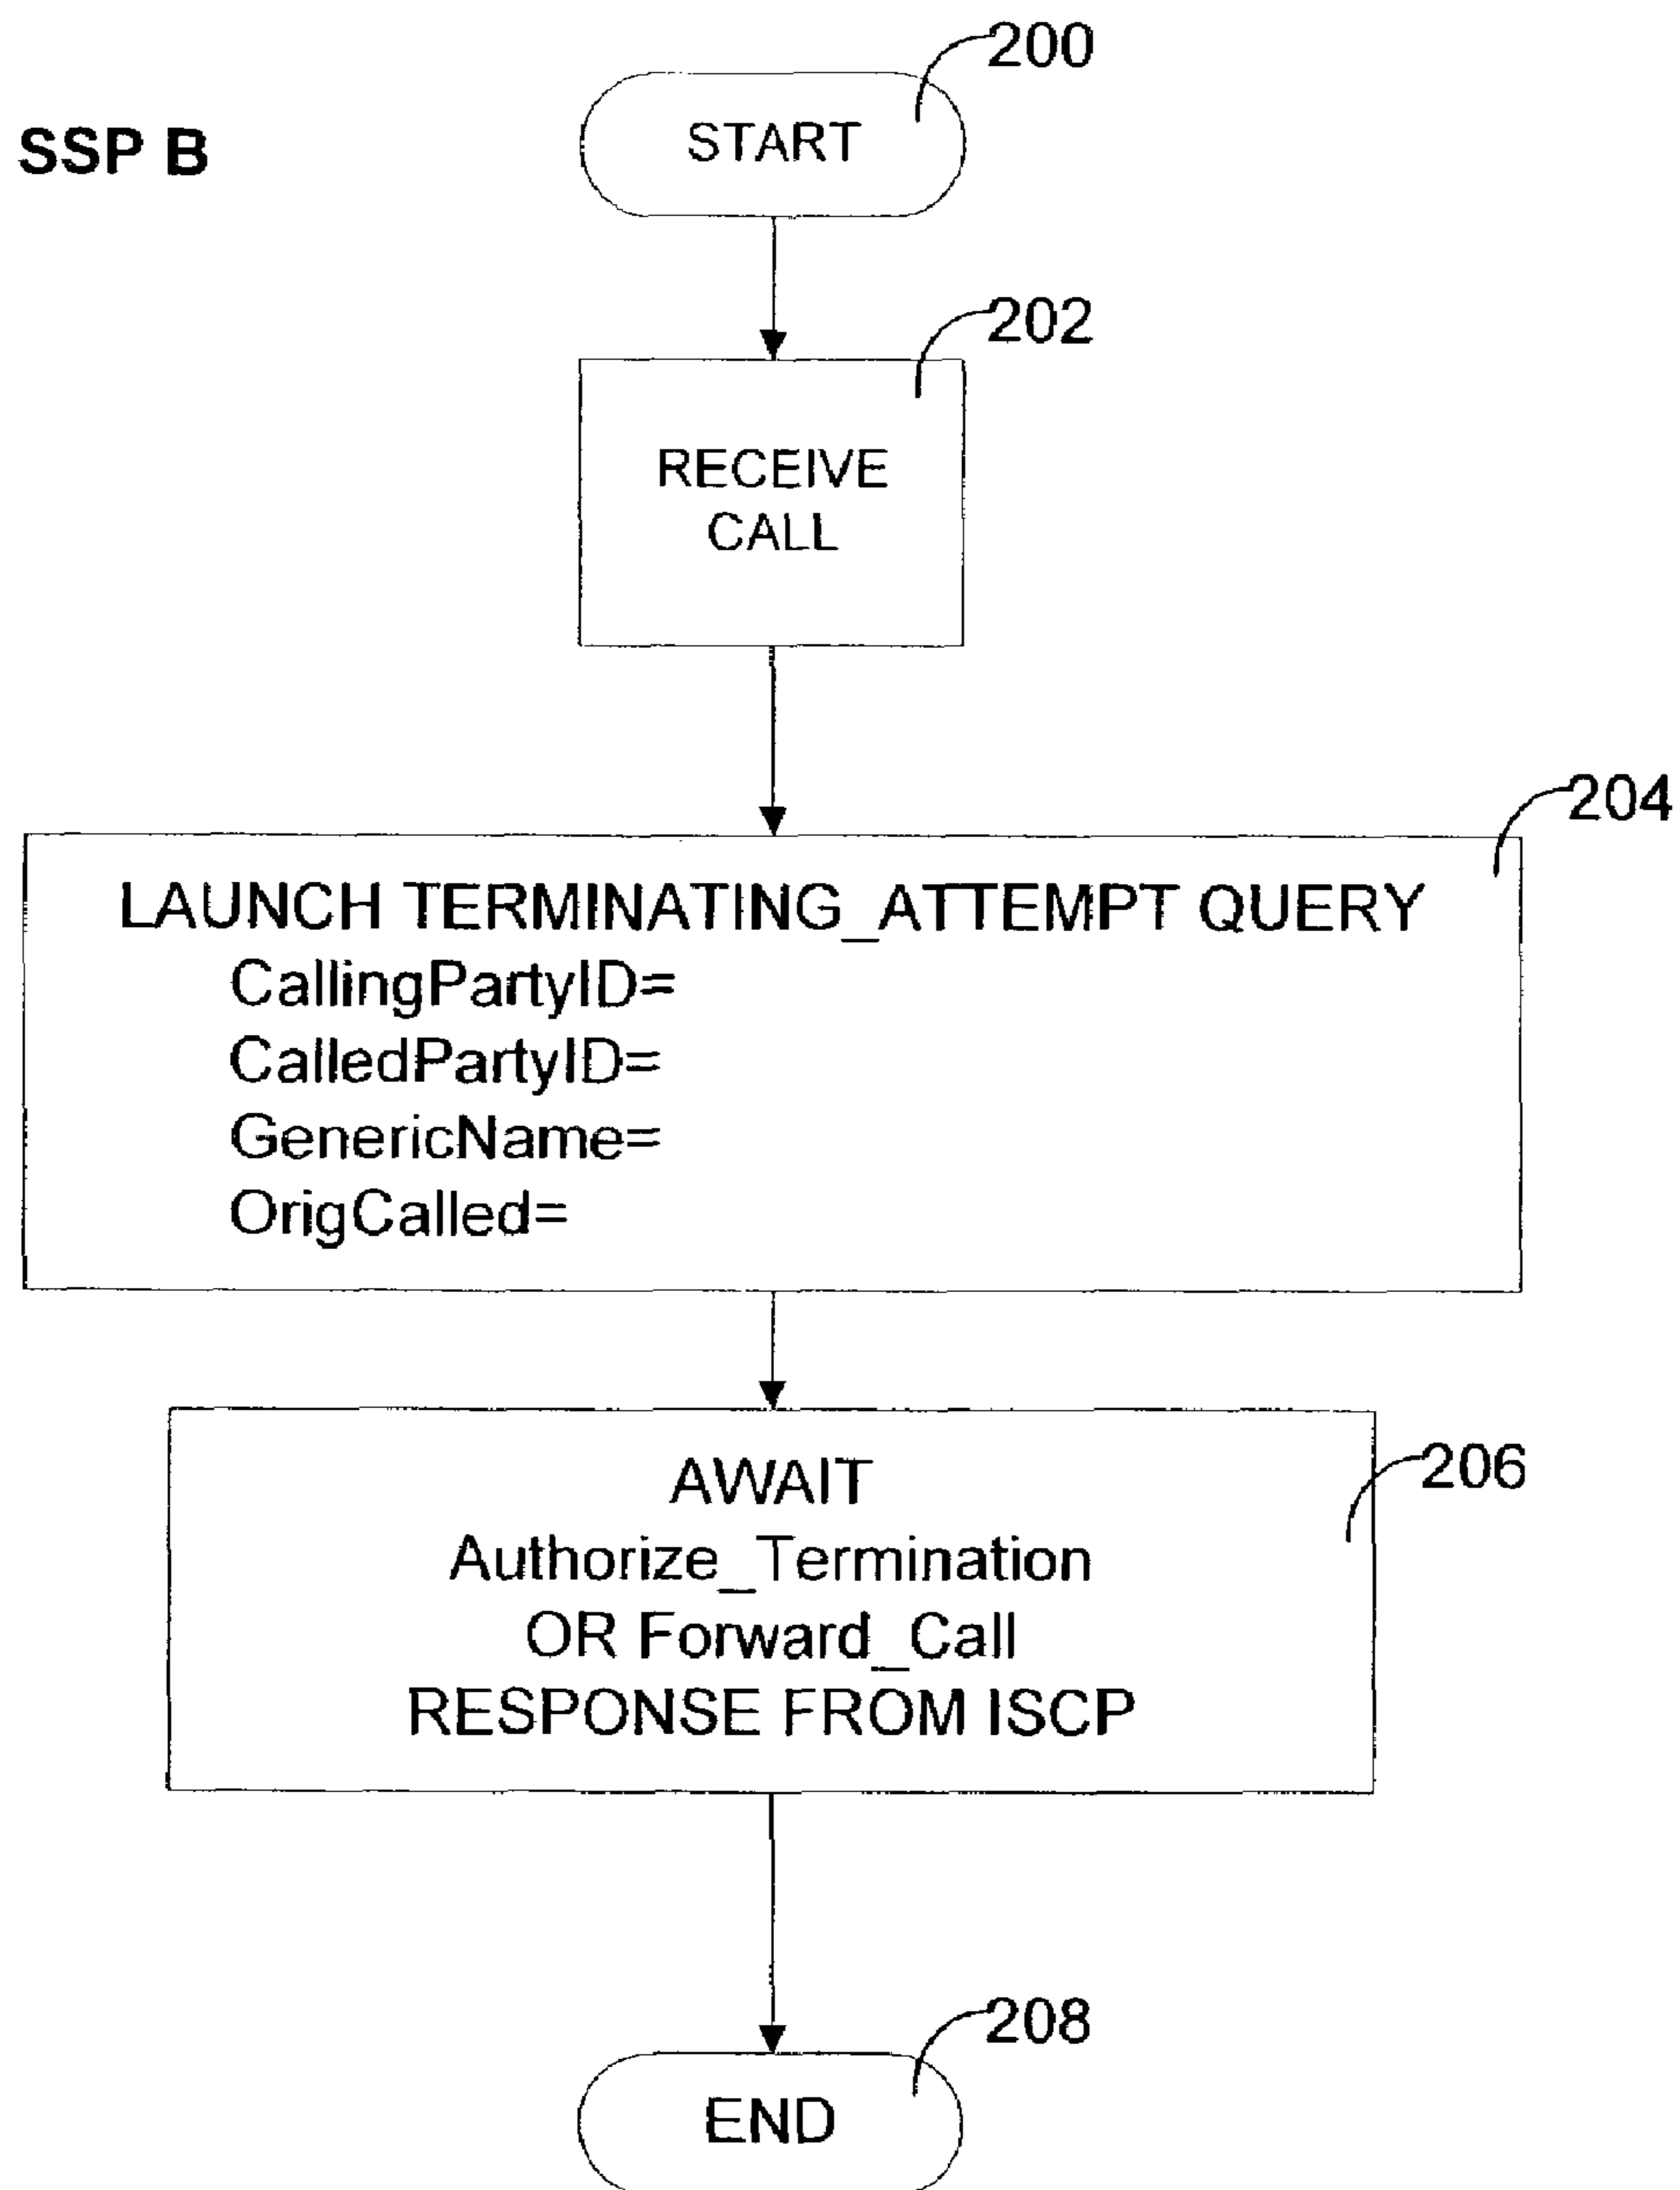 200
SSP B
START
202
RECEIVE
CALL
204
LAUNCH TERMINATING_ATTEMPT QUERY
CallingPartyID=
CalledPartyID=
GenericName=
OrigCalled=
206
AWAIT
Authorize_Termination
OR Forward_Call
RESPONSE FROM ISCP
208
END